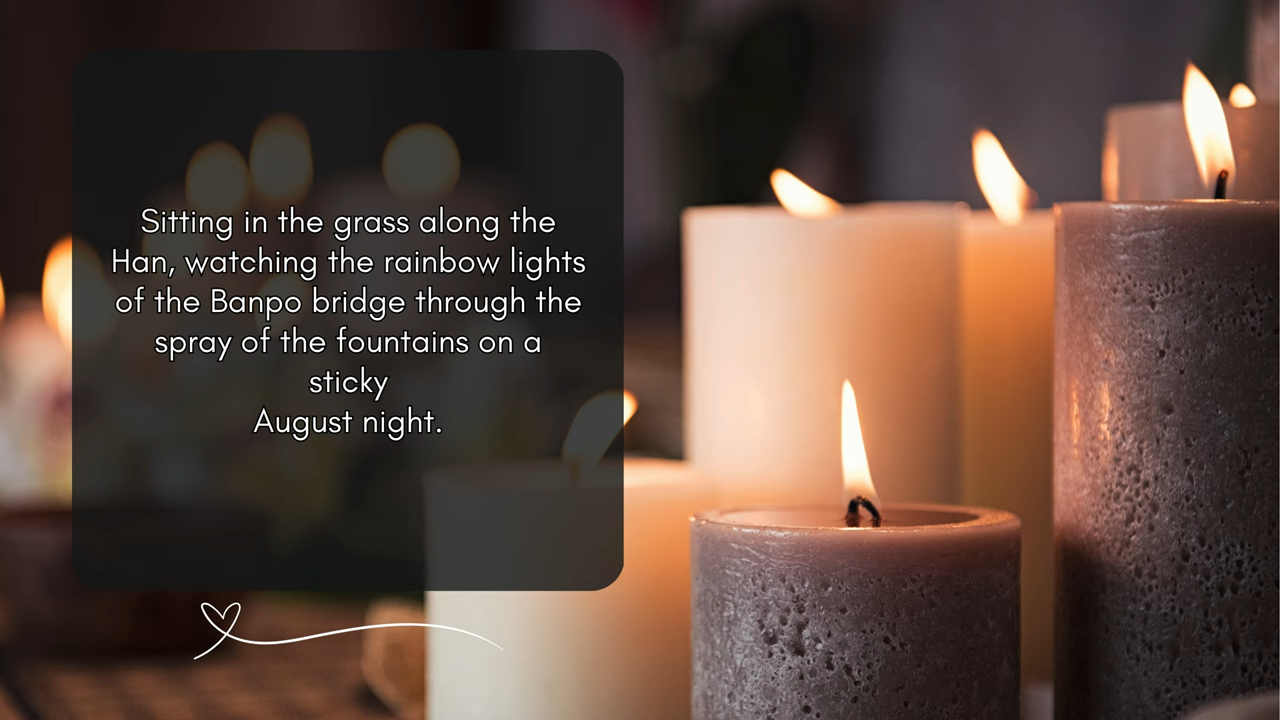 Sitting in the grass along the
Han, watching the rainbow lights
of the Banpo bridge through the
spray of the fountains on a
sticky
August night.